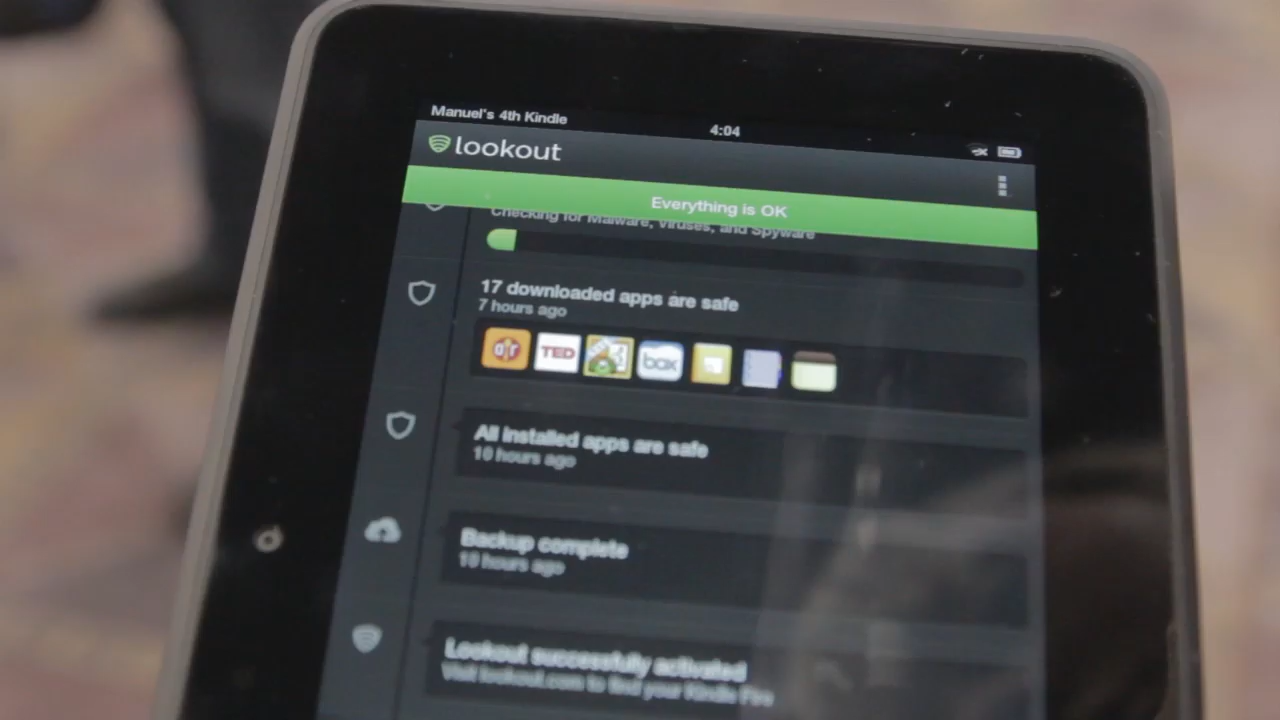 Manuel's 4th Kindle
4:04
lookout
Everything is OK
Checking for Malware, Viruses, and Spyware
17 downloaded apps are safe
7 hours ago
TED
box
All installed apps are safe
10 hours ago
Backup complete
10 hours ago
Lookout successfully activated
Visit lookout.com to find your Kindle Fire